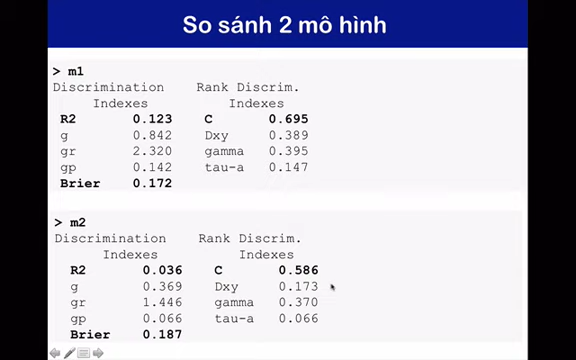 So sánh 2 mô hình
> m1
Discrimination Rank Discrim.
Indexes Indexes
R2 0.123 C 0.695
g 0.842 Dxy 0.389
gr 2.320 gamma 0.395
gp 0.142 tau-a 0.147
Brier 0.172
> m2
Discrimination Rank Discrim.
Indexes Indexes
R2 0.036 C 0.586
g 0.369 Dxy 0.173
gr 1.446 gamma 0.370
gp 0.066 tau-a 0.066
Brier 0.187